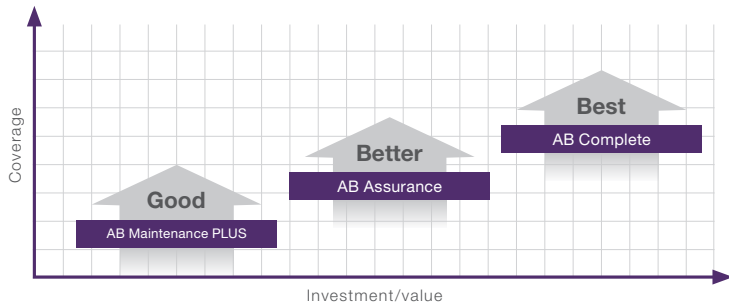 Coverage
Best
AB Complete
Better
AB Assurance
Good
AB Maintenance PLUS
Investment/value